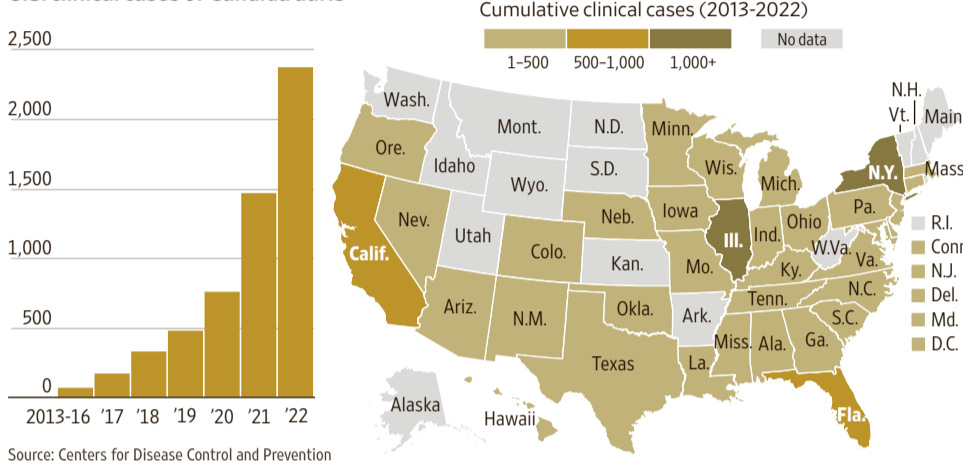 Cumulative clinical cases (2013-2022)
1–500
500–1,000
1,000+
No data
2,500
2,000
1,500
1,000
500
0
2013-16
'17
'18
'19
'20
'21
'22
Wash.
Mont.
N.D.
Minn.
N.H.
Vt.
Main
Ore.
Idaho
S.D.
Wis.
Mich.
N.Y.
Mass
Wyo.
Nev.
Neb.
Iowa
Ohio
Pa.
Calif.
Utah
Colo.
Kan.
Mo.
Ill.
Ind.
W.Va.
Va.
Ky.
N.C.
Ariz.
N.M.
Okla.
Ark.
Tenn.
S.C.
Texas
La.
Miss.
Ala.
Ga.
Alaska
Hawaii
Fla.
R.I.
Conn
N.J.
Del.
Md.
D.C.
Source: Centers for Disease Control and Prevention